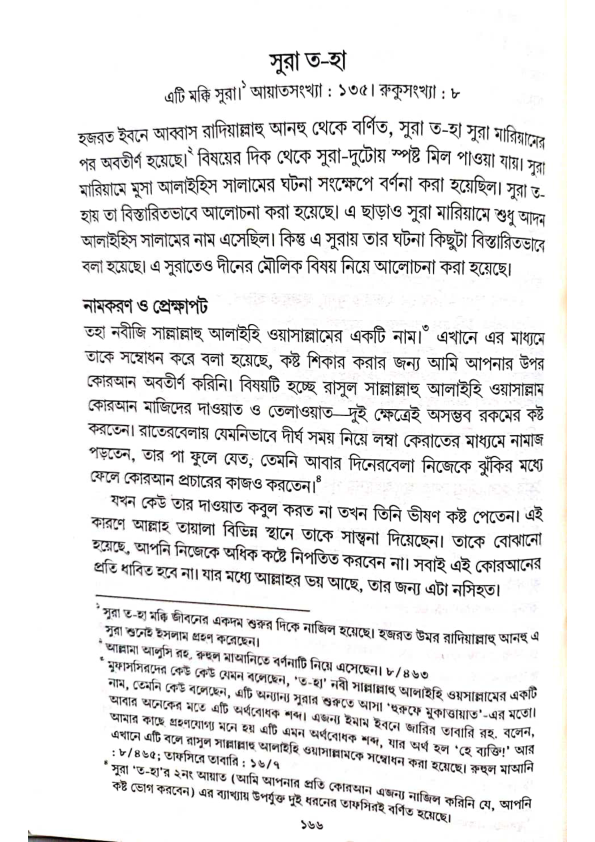 সুরা ত-হা
এটি মক্কি সুরা।¹ আয়াতসংখ্যা : ১৩৫। রুকুসংখ্যা : ৮
হজরত ইবনে আব্বাস রাদিয়াল্লাহু আনহু থেকে বর্ণিত, সুরা ত-হা সুরা মারিয়ামের
পর অবতীর্ণ হয়েছে।² বিষয়ের দিক থেকে সুরা-দুটোয় স্পষ্ট মিল পাওয়া যায়। সুরা
মারিয়ামে মুসা আলাইহিস সালামের ঘটনা সংক্ষেপে বর্ণনা করা হয়েছিল। সুরা ত-
হায় তা বিস্তারিতভাবে আলোচনা করা হয়েছে। এ ছাড়াও সুরা মারিয়ামে শুধু আদম
আলাইহিস সালামের নাম এসেছিল। কিন্তু এ সুরায় তার ঘটনা কিছুটা বিস্তারিতভাবে
বলা হয়েছে। এ সুরাতেও দীনের মৌলিক বিষয় নিয়ে আলোচনা করা হয়েছে।
নামকরণ ও প্রেক্ষাপট
তহা নবীজি সাল্লাল্লাহু আলাইহি ওয়াসাল্লামের একটি নাম।³ এখানে এর মাধ্যমে
তাকে সম্বোধন করে বলা হয়েছে, কষ্ট শিকার করার জন্য আমি আপনার উপর
কোরআন অবতীর্ণ করিনি। বিষয়টি হচ্ছে রাসুল সাল্লাল্লাহু আলাইহি ওয়াসাল্লাম
কোরআন মাজিদের দাওয়াত ও তেলাওয়াত—দুই ক্ষেত্রেই অসম্ভব রকমের কষ্ট
করতেন। রাতেরবেলায় যেমনিভাবে দীর্ঘ সময় নিয়ে লম্বা কেরাতের মাধ্যমে নামাজ
পড়তেন, তার পা ফুলে যেত, তেমনি আবার দিনেরবেলা নিজেকে ঝুঁকির মধ্যে
ফেলে কোরআন প্রচারের কাজও করতেন।⁴
যখন কেউ তার দাওয়াত কবুল করত না তখন তিনি ভীষণ কষ্ট পেতেন। এই
কারণে আল্লাহ তায়ালা বিভিন্ন স্থানে তাকে সান্ত্বনা দিয়েছেন। তাকে বোঝানো
হয়েছে, আপনি নিজেকে অধিক কষ্টে নিপতিত করবেন না। সবাই এই কোরআনের
প্রতি ধাবিত হবে না। যার মধ্যে আল্লাহর ভয় আছে, তার জন্য এটা নসিহত।
¹ সুরা ত-হা মক্কি জীবনের একদম শুরুর দিকে নাজিল হয়েছে। হজরত উমর রাদিয়াল্লাহু আনহু এ
সুরা শুনেই ইসলাম গ্রহণ করেছেন।
² আল্লামা আলুসি রহ. রুহুল মাআনিতে বর্ণনাটি নিয়ে এসেছেন। ৮/৪৬৩
³ মুফাসসিরদের কেউ কেউ যেমন বলেছেন, 'ত-হা' নবী সাল্লাল্লাহু আলাইহি ওয়াসাল্লামের একটি
নাম, তেমনি কেউ বলেছেন, এটি অন্যান্য সুরার শুরুতে আসা 'হুরুফে মুকাত্তায়াত'-এর মতো।
আবার অনেকের মতে এটি অর্থবোধক শব্দ। এজন্য ইমাম ইবনে জারির তাবারি রহ. বলেন,
আমার কাছে গ্রহণযোগ্য মনে হয় এটি এমন অর্থবোধক শব্দ, যার অর্থ হল 'হে ব্যক্তি!' আর
এখানে এটি বলে রাসুল সাল্লাল্লাহু আলাইহি ওয়াসাল্লামকে সম্বোধন করা হয়েছে। রুহুল মাআনি
: ৮/৪৬৫; তাফসিরে তাবারি : ১৬/৭
⁴ সুরা 'ত-হা'র ২নং আয়াত (আমি আপনার প্রতি কোরআন এজন্য নাজিল করিনি যে, আপনি
কষ্ট ভোগ করবেন) এর ব্যাখ্যায় উপর্যুক্ত দুই ধরনের তাফসিরই বর্ণিত হয়েছে।
১৬৬